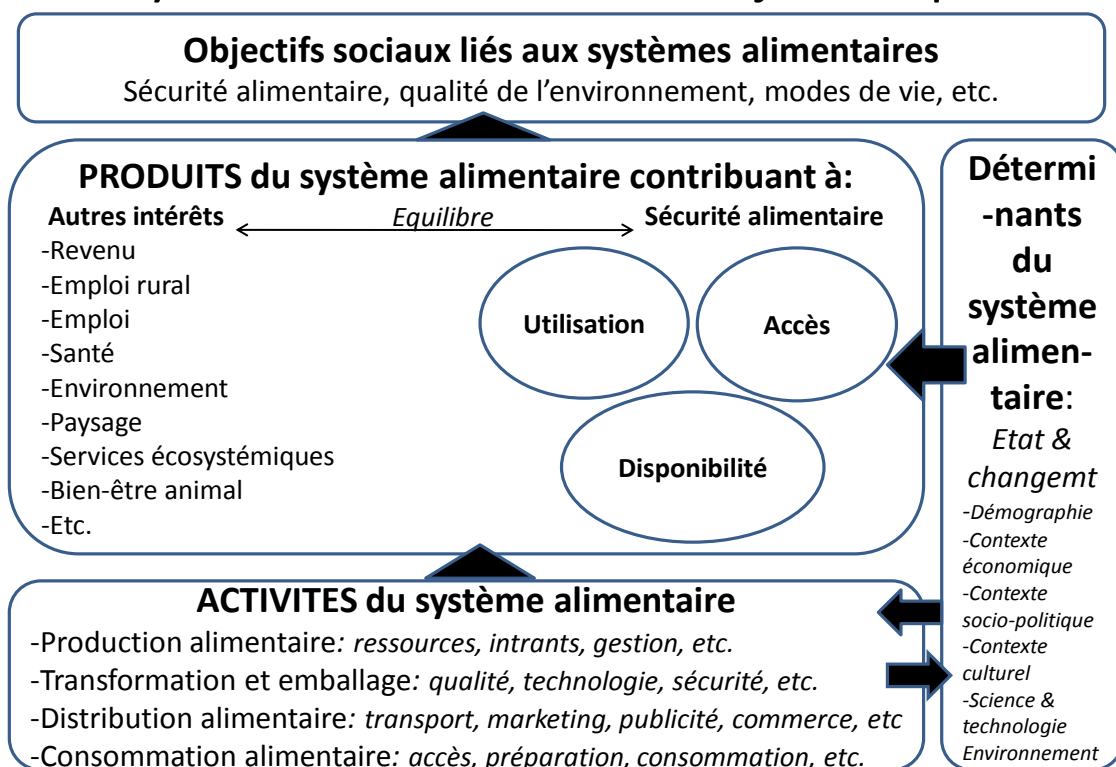 Objectifs sociaux liés aux systèmes alimentaires
Sécurité alimentaire, qualité de l’environnement, modes de vie, etc.
PRODUITS du système alimentaire contribuant à:
Autres intérêts
Equilibre
Sécurité alimentaire
-Revenu
-Emploi rural
-Emploi
-Santé
-Environnement
-Paysage
-Services écosystémiques
-Bien-être animal
-Etc.
Utilisation
Accès
Disponibilité
ACTIVITES du système alimentaire
-Production alimentaire: ressources, intrants, gestion, etc.
-Transformation et emballage: qualité, technologie, sécurité, etc.
-Distribution alimentaire: transport, marketing, publicité, commerce, etc
-Consommation alimentaire: accès, préparation, consommation, etc.
Détermi
-nants
du
système
alimen-
taire:
Etat &
changemt
-Démographie
-Contexte
économique
-Contexte
socio-politique
-Contexte
culturel
-Science &
technologie
Environnement